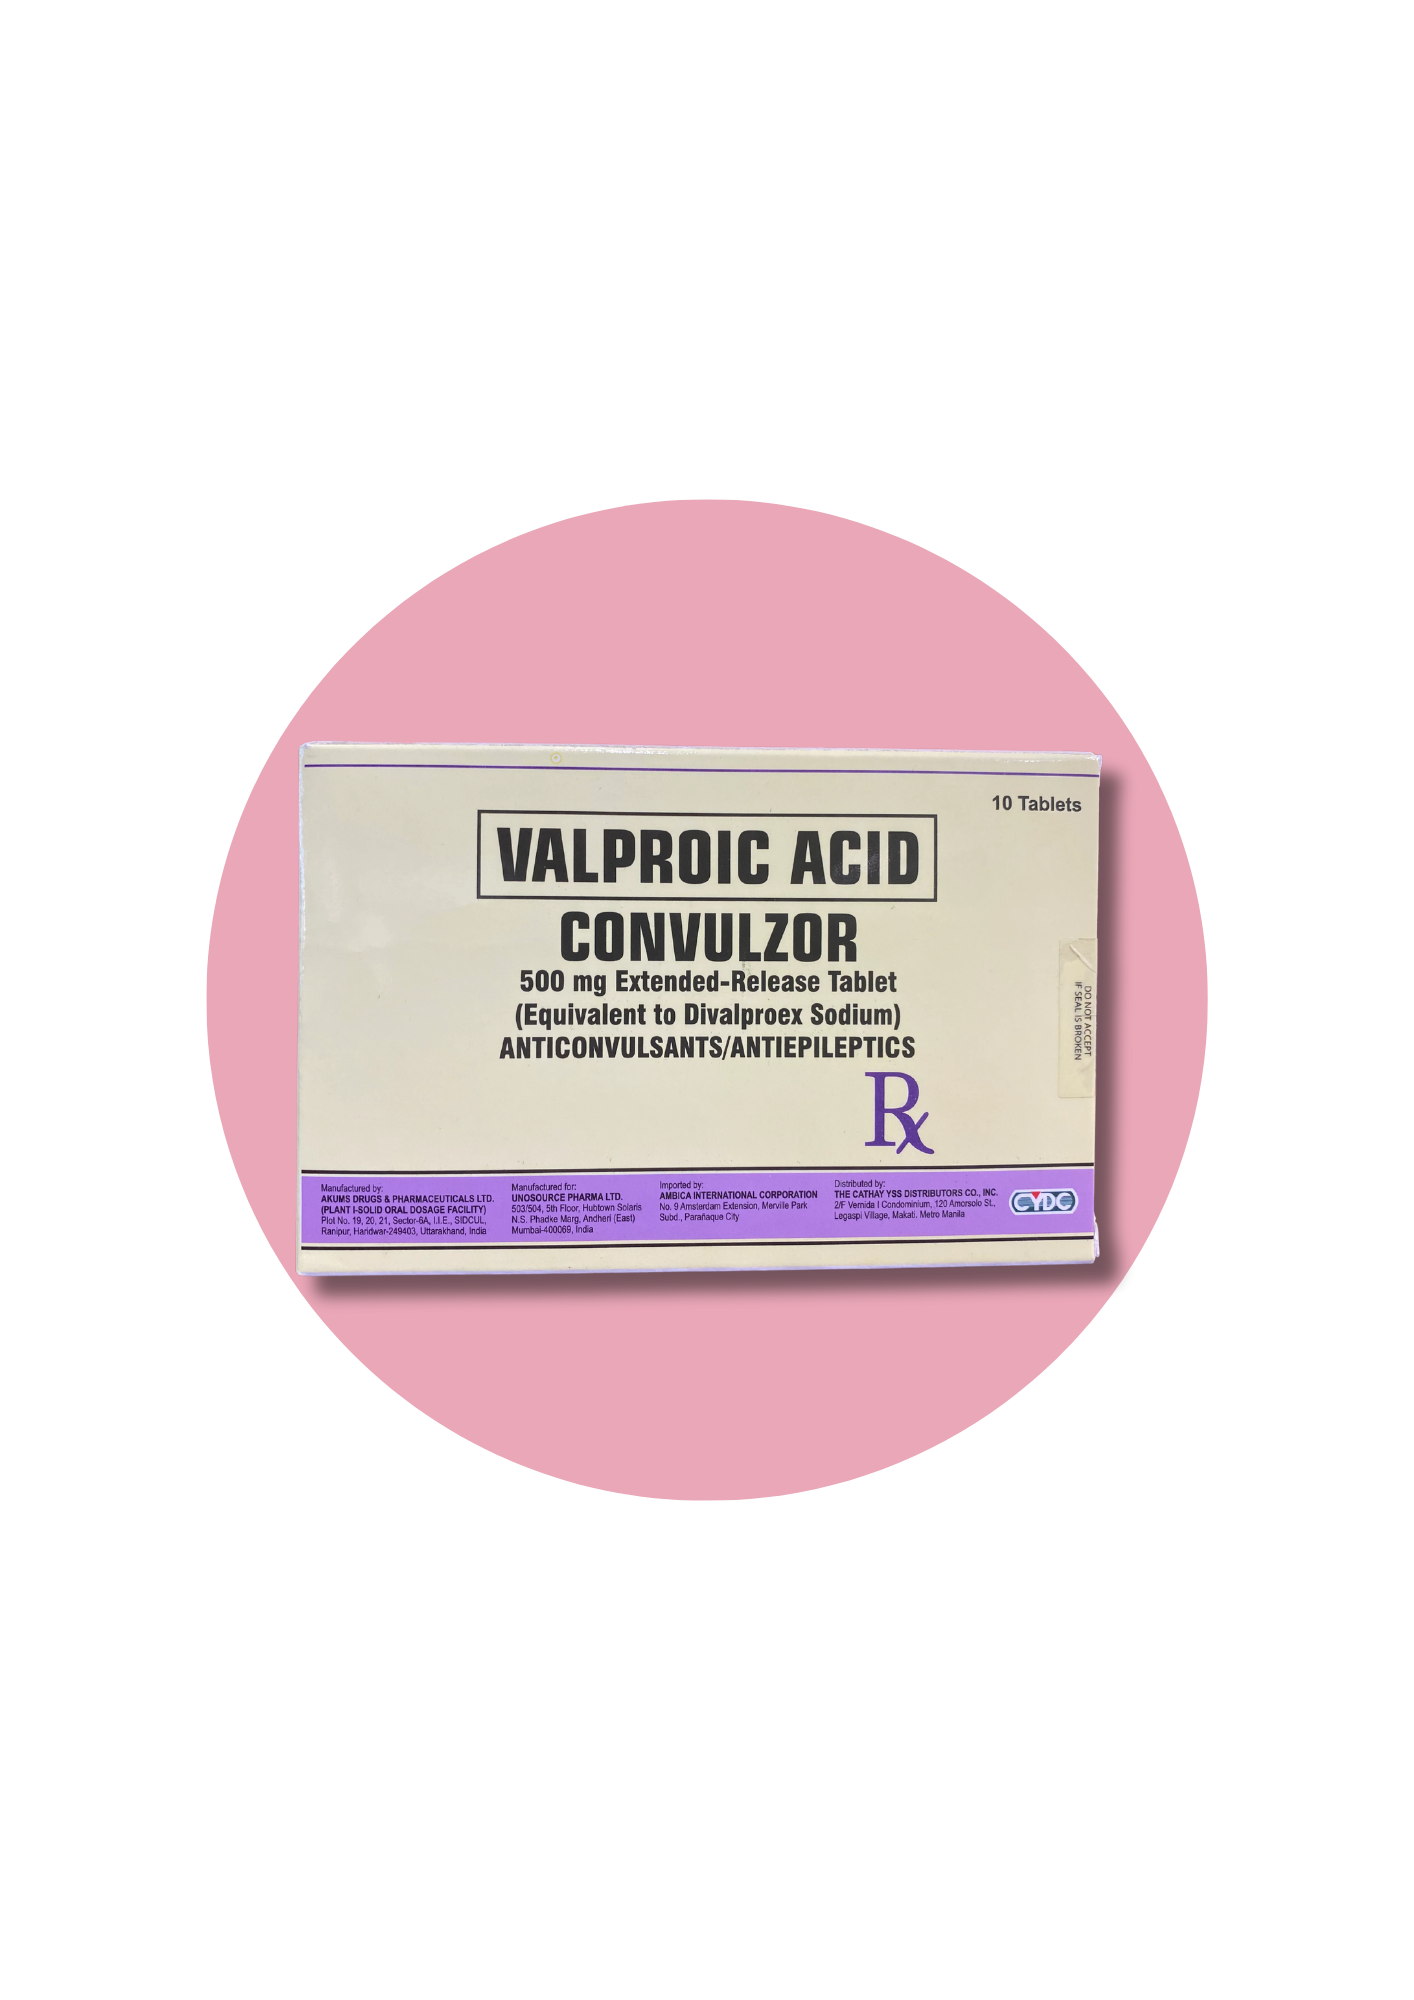 10 Tablets
VALPROIC ACID
CONVULZOR
500 mg Extended-Release Tablet
(Equivalent to Divalproex Sodium)
ANTICONVULSANTS/ANTIEPILEPTICS
Rx
DO NOT ACCEPT
IF SEAL IS BROKEN
Manufactured by:
AKUMS DRUGS & PHARMACEUTICALS LTD.
(PLANT I-SOLID ORAL DOSAGE FACILITY)
Plot No. 19, 20, 21, Sector-6A, I.I.E., SIDCUL,
Ranipur, Haridwar-249403, Uttarakhand, India
Manufactured for:
UNOSOURCE PHARMA LTD.
503/504, 5th Floor, Hubtown Solaris
N.S. Phadke Marg, Andheri (East)
Mumbai-400069, India
Imported by:
AMBICA INTERNATIONAL CORPORATION
No. 9 Amsterdam Extension, Merville Park
Subd., Parañaque City
Distributed by:
THE CATHAY YSS DISTRIBUTORS CO., INC.
2/F Vernida I Condominium, 120 Amorsolo St.,
Legaspi Village, Makati, Metro Manila
CYDC